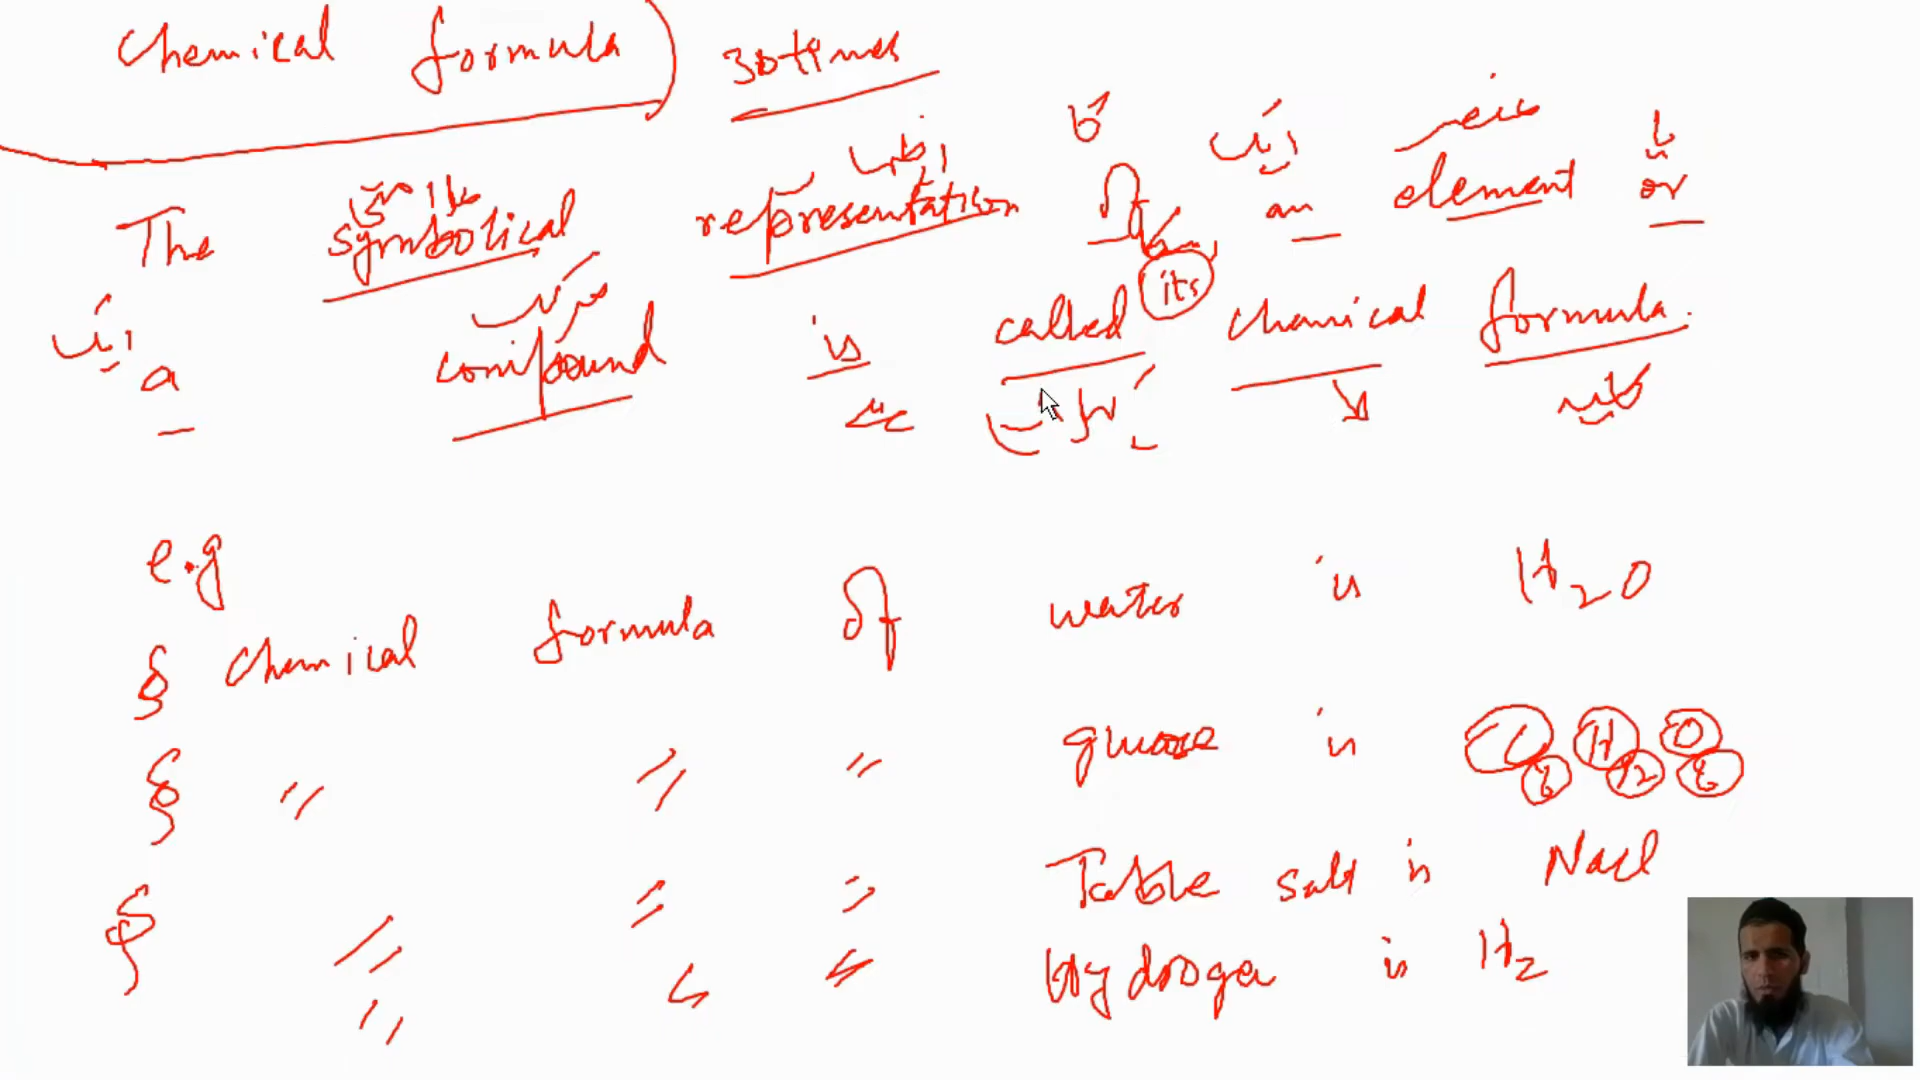 Chemical formula 30 times
The symbolical representation of an element or
a compound is called its chemical formula.
e.g
§ Chemical formula of water is H₂O
§ " " " glucose is C₆H₁₂O₆
" " " Table salt is NaCl
" " " Hydrogen is H₂